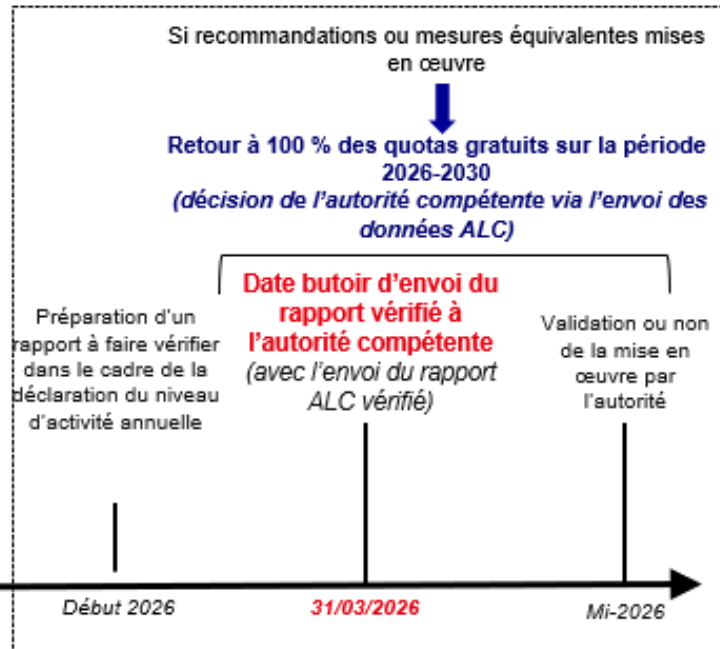 Si recommandations ou mesures équivalentes mises
en œuvre
Retour à 100 % des quotas gratuits sur la période
2026-2030
(décision de l'autorité compétente via l'envoi des
données ALC)
Préparation d'un
rapport à faire vérifier
dans le cadre de la
déclaration du niveau
d'activité annuelle
Date butoir d'envoi du
rapport vérifié à
l'autorité compétente
(avec l'envoi du rapport
ALC vérifié)
Validation ou non
de la mise en
œuvre par
l'autorité
Début 2026
31/03/2026
Mi-2026